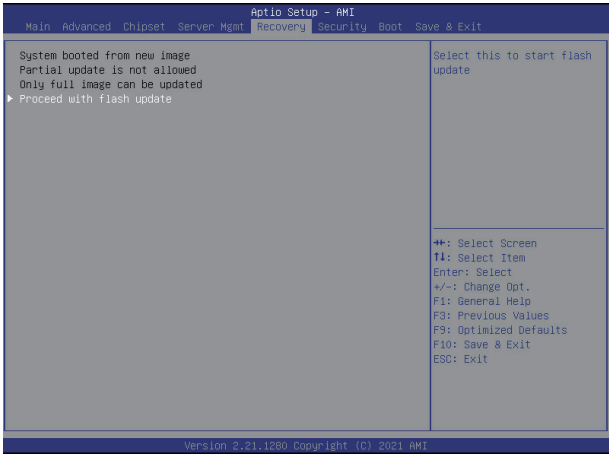 Aptio Setup – AMI
Main Advanced Chipset Server Mgmt Recovery Security Boot Save & Exit
System booted from new image
Partial update is not allowed
Only full image can be updated
▶ Proceed with flash update
Select this to start flash
update
→←: Select Screen
↑↓: Select Item
Enter: Select
+/-: Change Opt.
F1: General Help
F3: Previous Values
F9: Optimized Defaults
F10: Save & Exit
ESC: Exit
Version 2.21.1280 Copyright (C) 2021 AMI